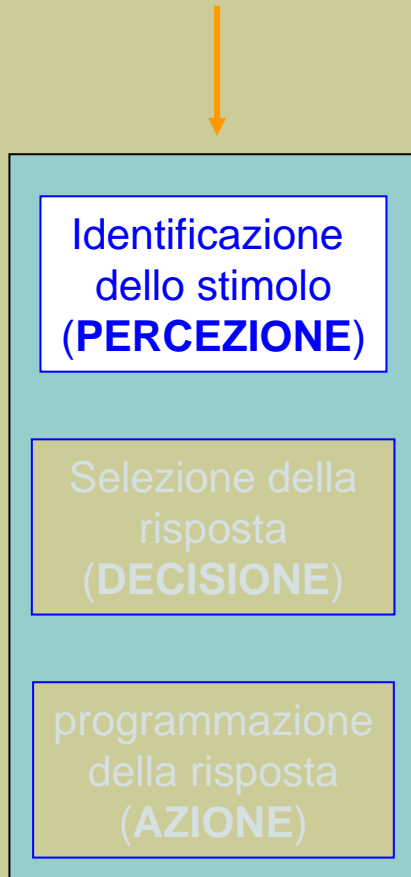 Identificazione
dello stimolo
(PERCEZIONE)
Selezione della
risposta
(DECISIONE)
programmazione
della risposta
(AZIONE)